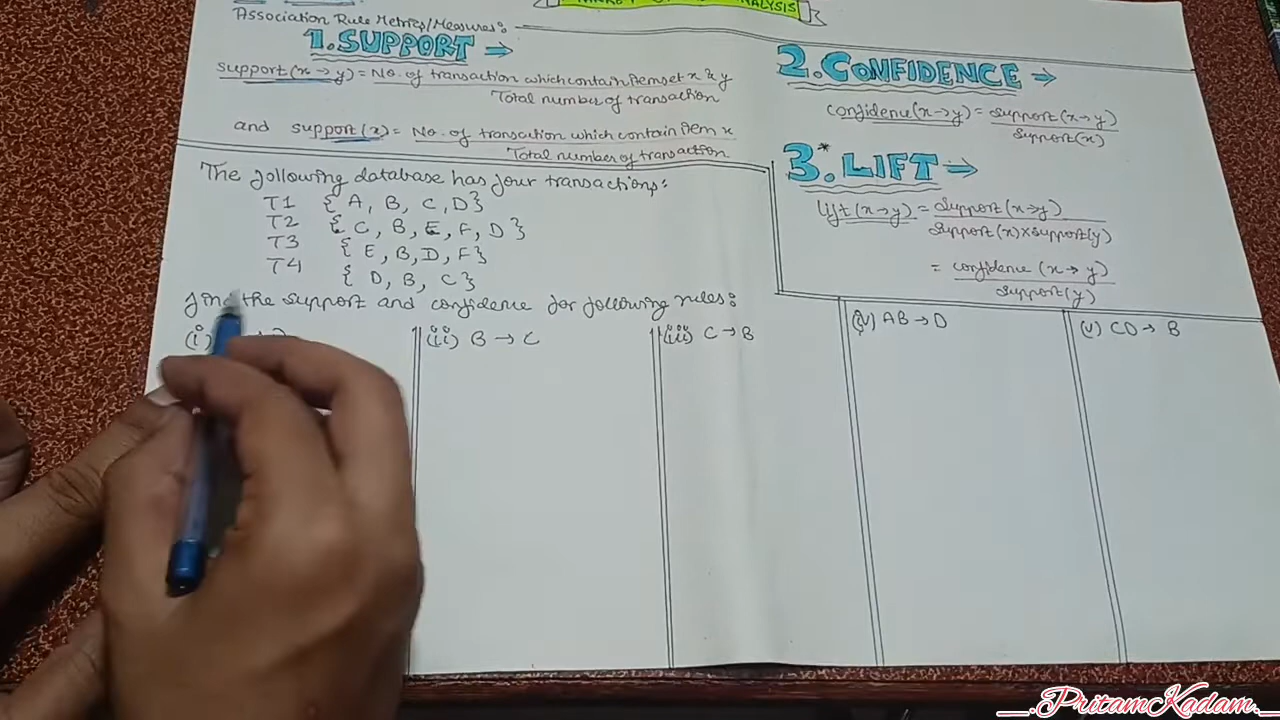 ALYSIS
Association Rule Metrics/Measures:
1. SUPPORT →
support(x→y) = No. of transaction which contain itemset x & y
Total number of transaction
and support(x) = No. of transcution which contain item x
Total number of transaction
2. CONFIDENCE →
confidence(x→y) = support(x→y)
support(x)
3.* LIFT →
lift(x→y) = support(x→y)
support(x)×support(y)
= confidence (x→y)
support(y)
The following database has four transactions:
T1 { A, B, C, D }
T2 { C, B, E, F, D }
T3 { E, B, D, F }
T4 { D, B, C }
find the support and confidence for following rules:
(i)
(ii) B → C
(iii) C → B
(iv) AB → D
(v) CD → B
_.PritamKadam._